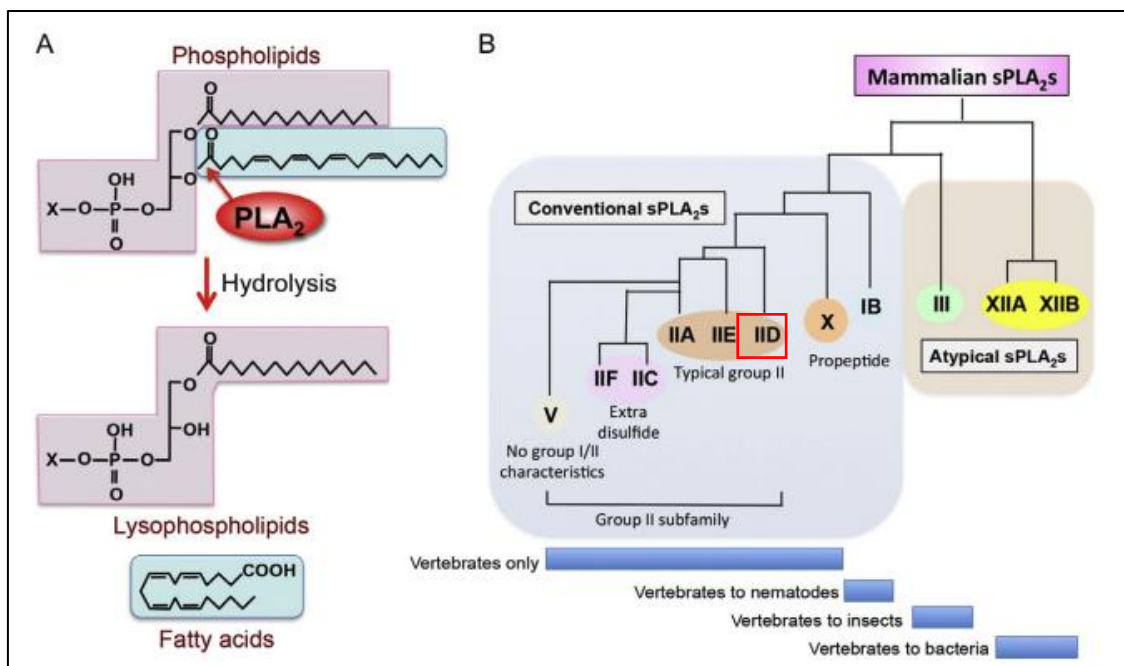 A
Phospholipids
O
O
O
O
OH
X—O—P—O
O
PLA2
Hydrolysis
O
O
OH
OH
X—O—P—O
O
Lysophospholipids
COOH
Fatty acids
B
Mammalian sPLA2s
Conventional sPLA2s
IIA IIE IID
X
IB
III
XIIA XIIB
Typical group II
Propeptide
Atypical sPLA2s
IIF IIC
Extra
disulfide
V
No group I/II
characteristics
Group II subfamily
Vertebrates only
Vertebrates to nematodes
Vertebrates to insects
Vertebrates to bacteria